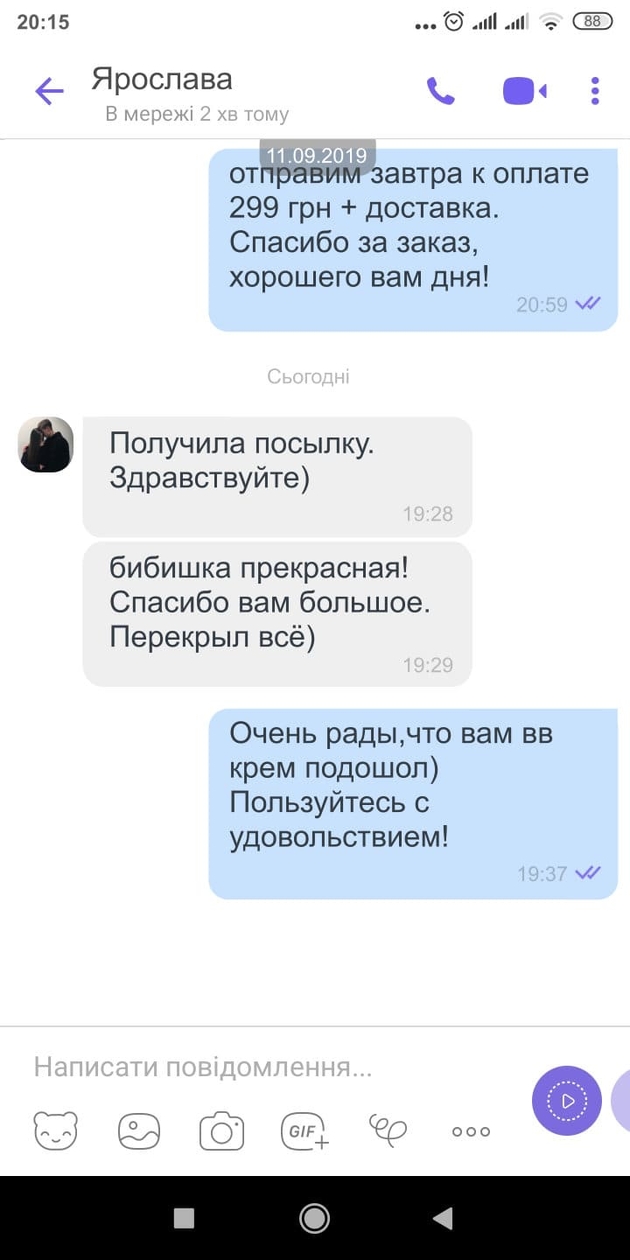 20:15
88
Ярослава
В мережі 2 хв тому
11.09.2019
отправим завтра к оплате
299 грн + доставка.
Спасибо за заказ,
хорошего вам дня!
20:59
Сьогодні
Получила посылку.
Здравствуйте)
19:28
бибишка прекрасная!
Спасибо вам большое.
Перекрыл всё)
19:29
Очень рады,что вам вв
крем подошол)
Пользуйтесь с
удовольствием!
19:37
Написати повідомлення...
GIF